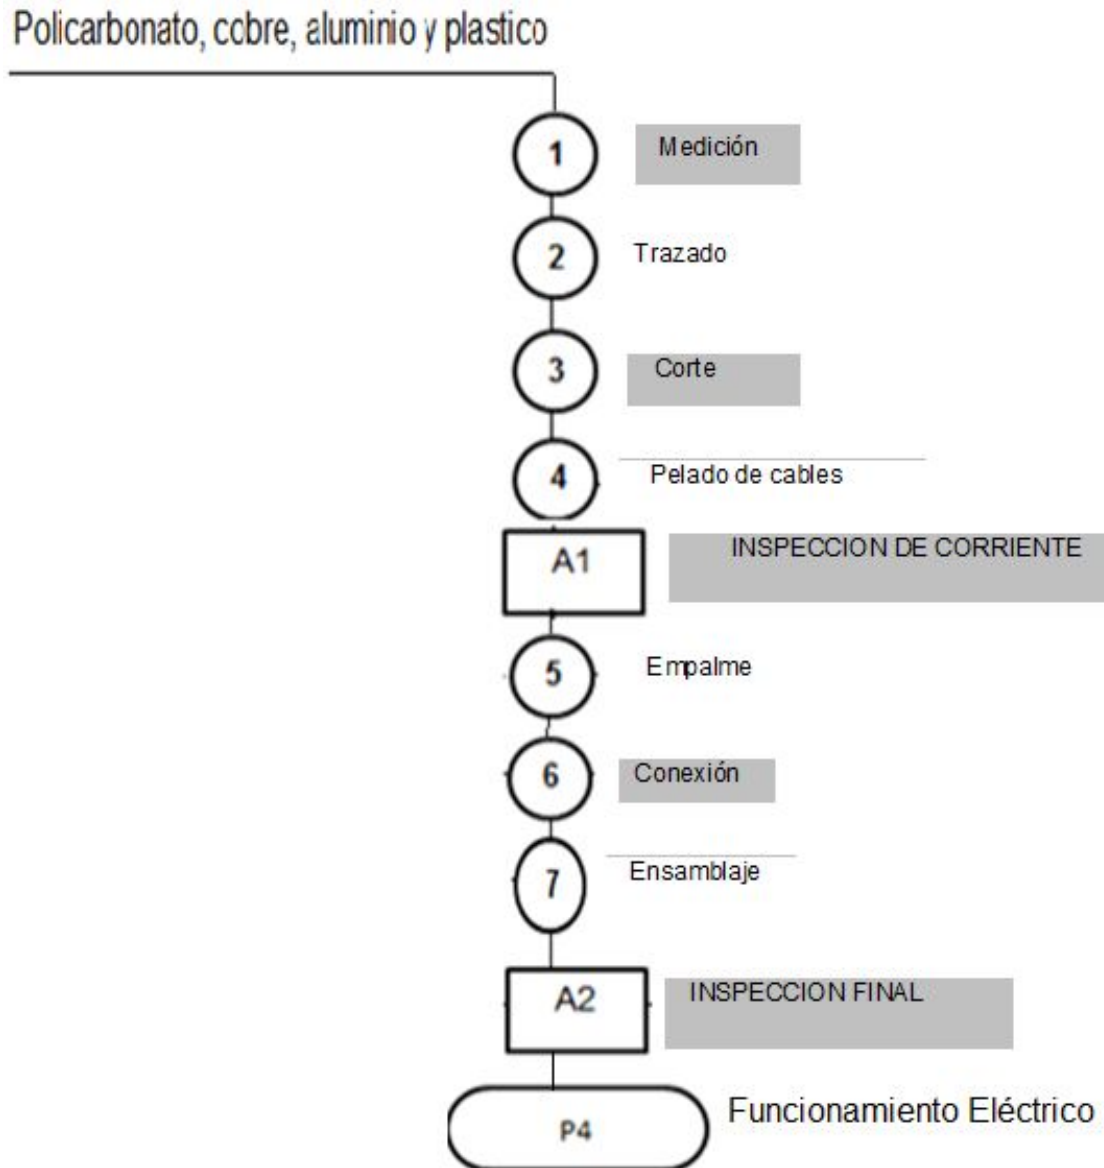 Policarbonato, cobre, aluminio y plastico
1 Medición
2 Trazado
3 Corte
4 Pelado de cables
A1 INSPECCION DE CORRIENTE
5 Empalme
6 Conexión
7 Ensamblaje
A2 INSPECCION FINAL
P4 Funcionamiento Eléctrico